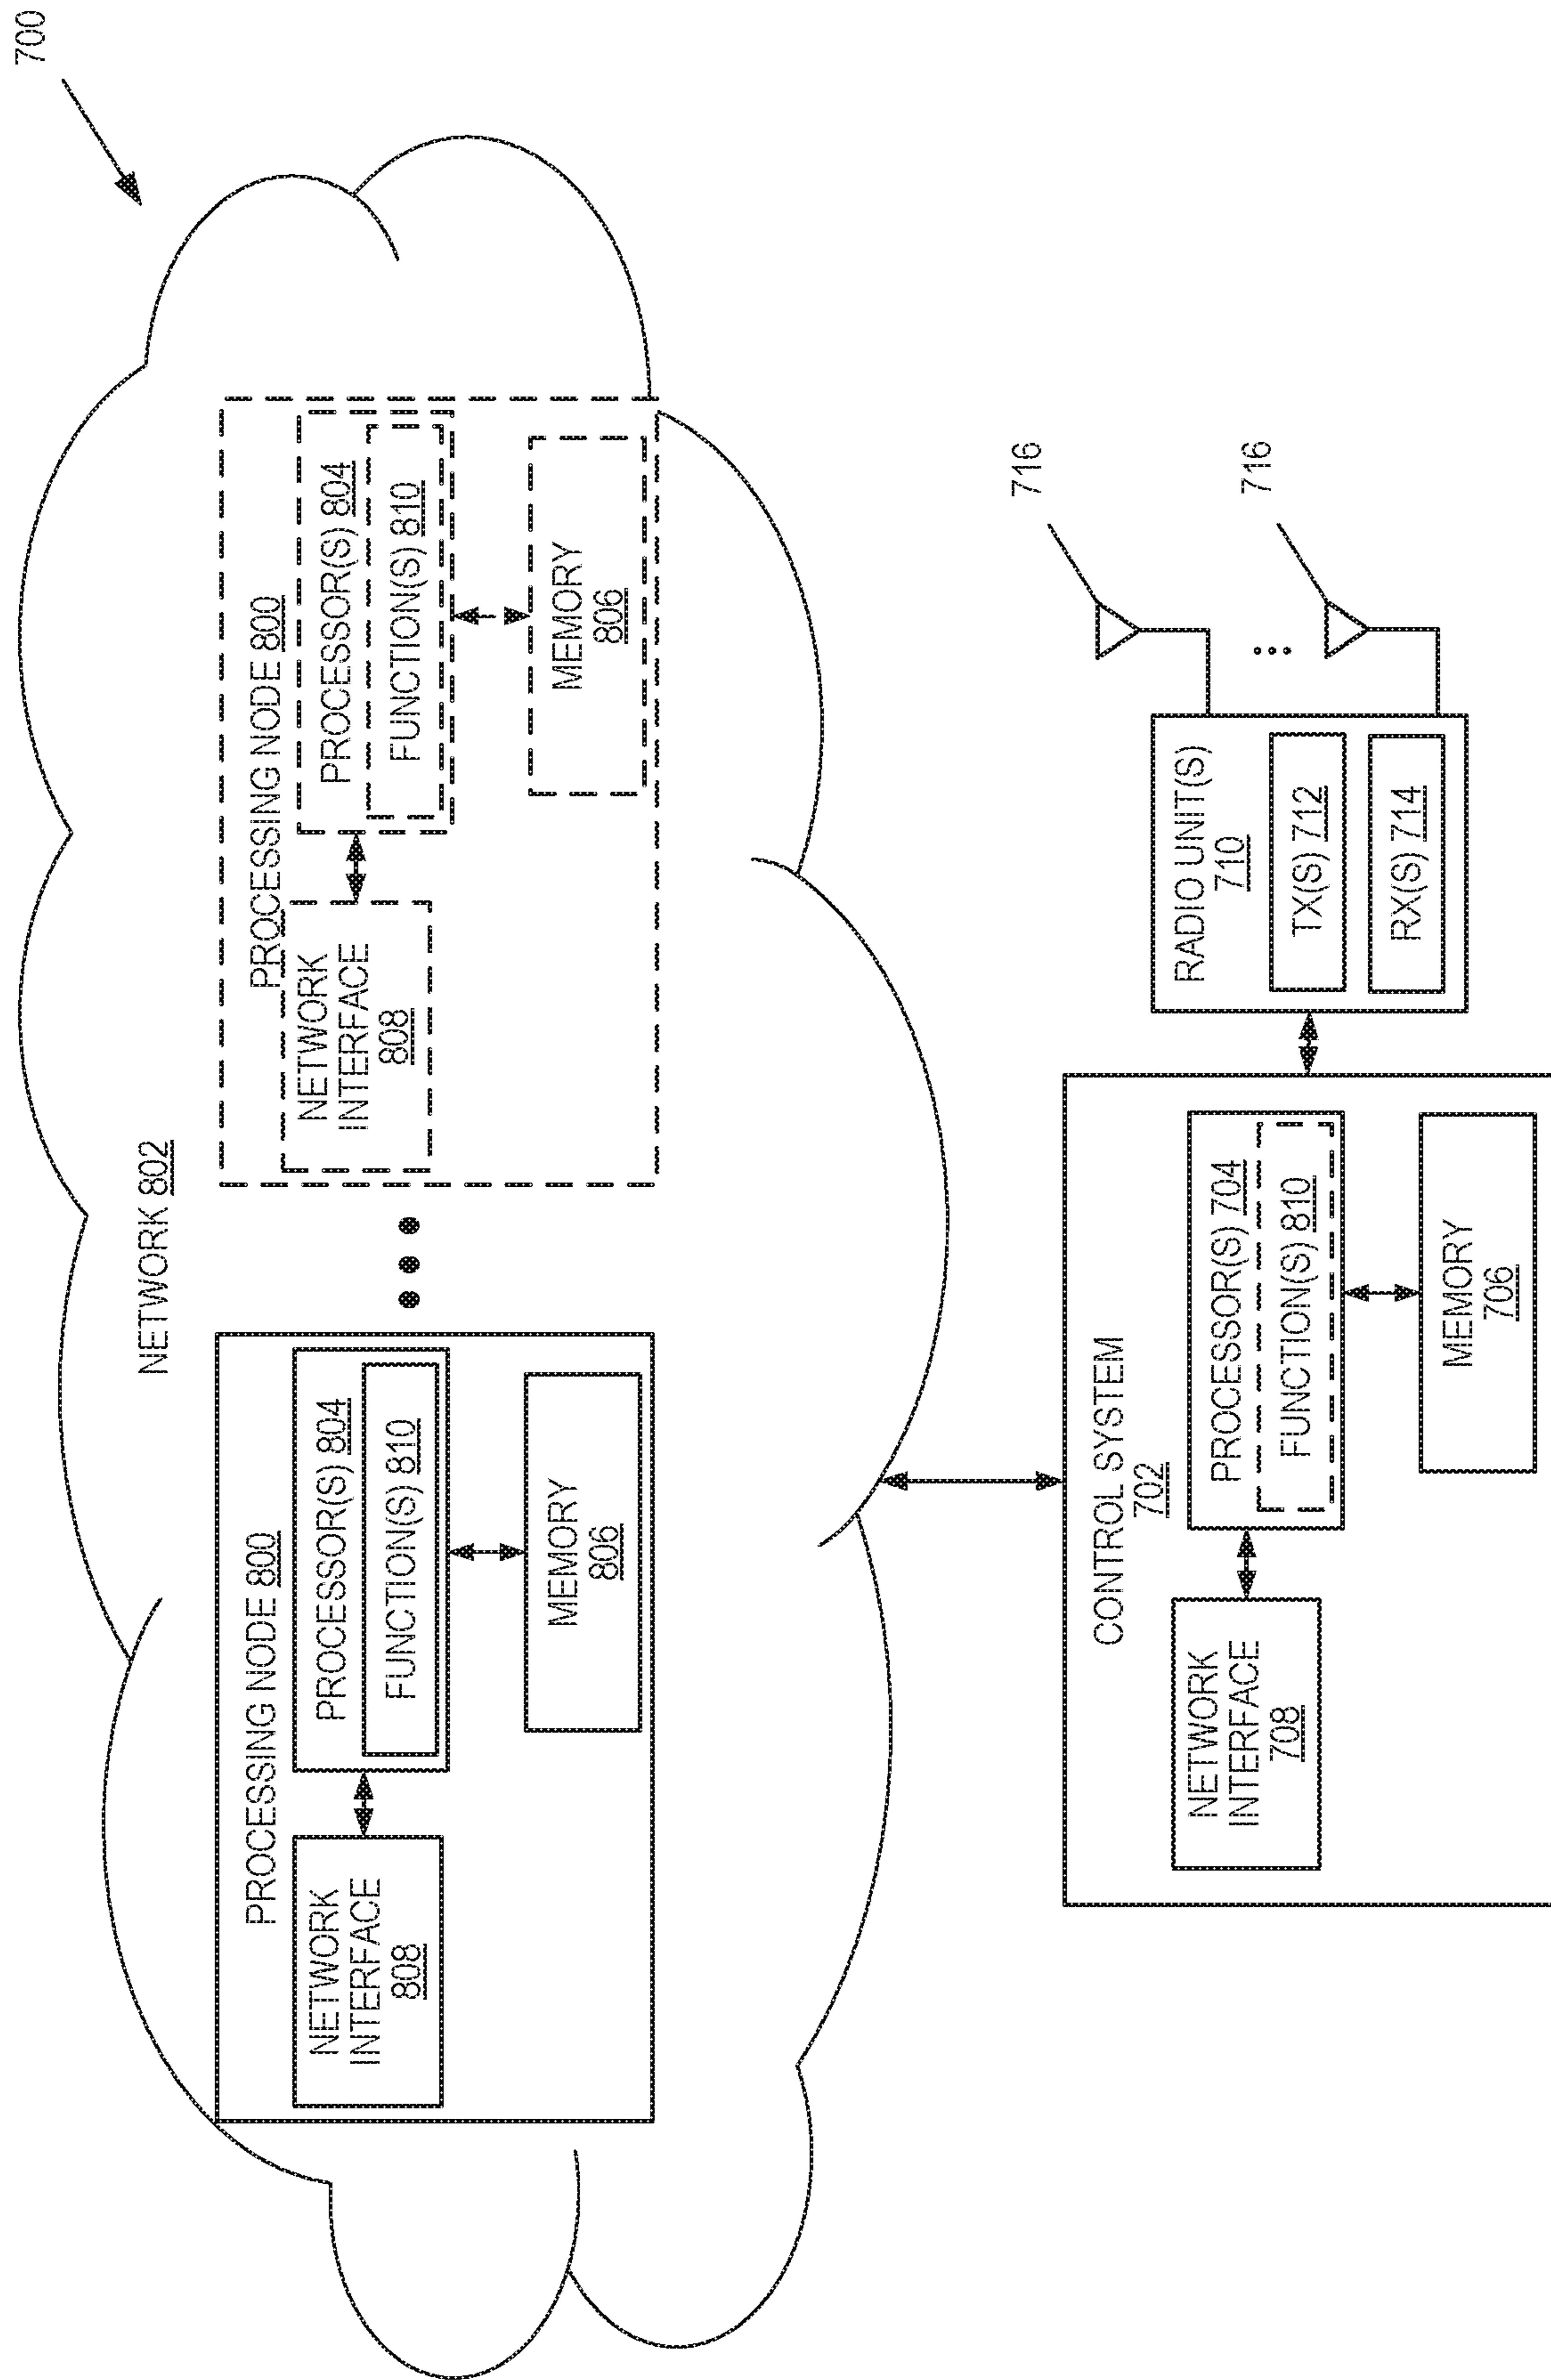 700
NETWORK 802
PROCESSING NODE 800
NETWORK
INTERFACE
808
PROCESSOR(S) 804
FUNCTION(S) 810
MEMORY
806
PROCESSING NODE 800
NETWORK
INTERFACE
808
PROCESSOR(S) 804
FUNCTION(S) 810
MEMORY
806
CONTROL SYSTEM
702
NETWORK
INTERFACE
708
PROCESSOR(S) 704
FUNCTION(S) 810
MEMORY
706
RADIO UNIT(S)
710
TX(S) 712
RX(S) 714
716
716